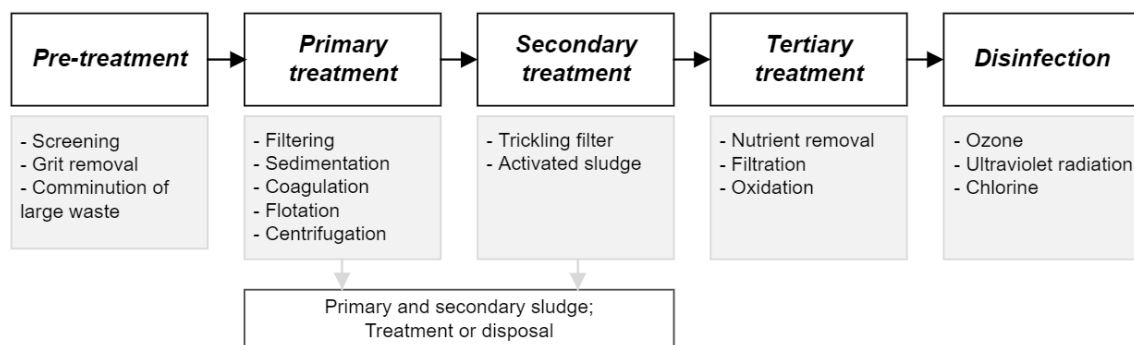 Pre-treatment
- Screening
- Grit removal
- Comminution of
large waste
Primary
treatment
- Filtering
- Sedimentation
- Coagulation
- Flotation
- Centrifugation
Secondary
treatment
- Trickling filter
- Activated sludge
Tertiary
treatment
- Nutrient removal
- Filtration
- Oxidation
Disinfection
- Ozone
- Ultraviolet radiation
- Chlorine
Primary and secondary sludge;
Treatment or disposal